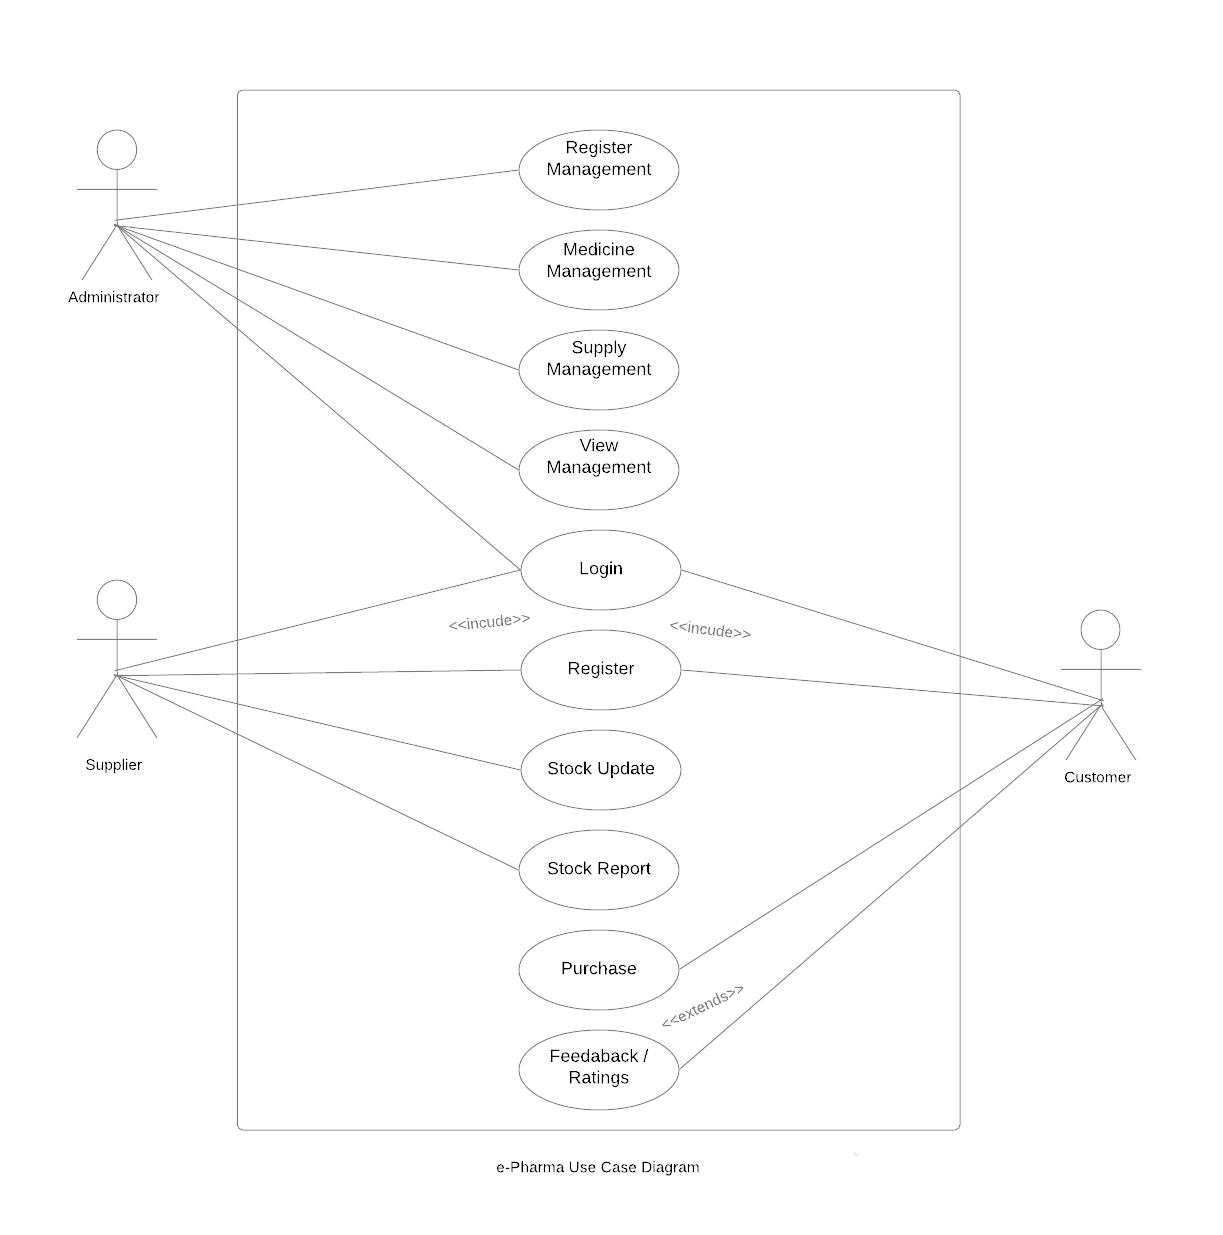 Register
Management
Medicine
Management
Administrator
Supply
Management
View
Management
Login
<<incude>>
<<incude>>
Register
Supplier
Stock Update
Customer
Stock Report
Purchase
<<extends>>
Feedaback /
Ratings
e-Pharma Use Case Diagram